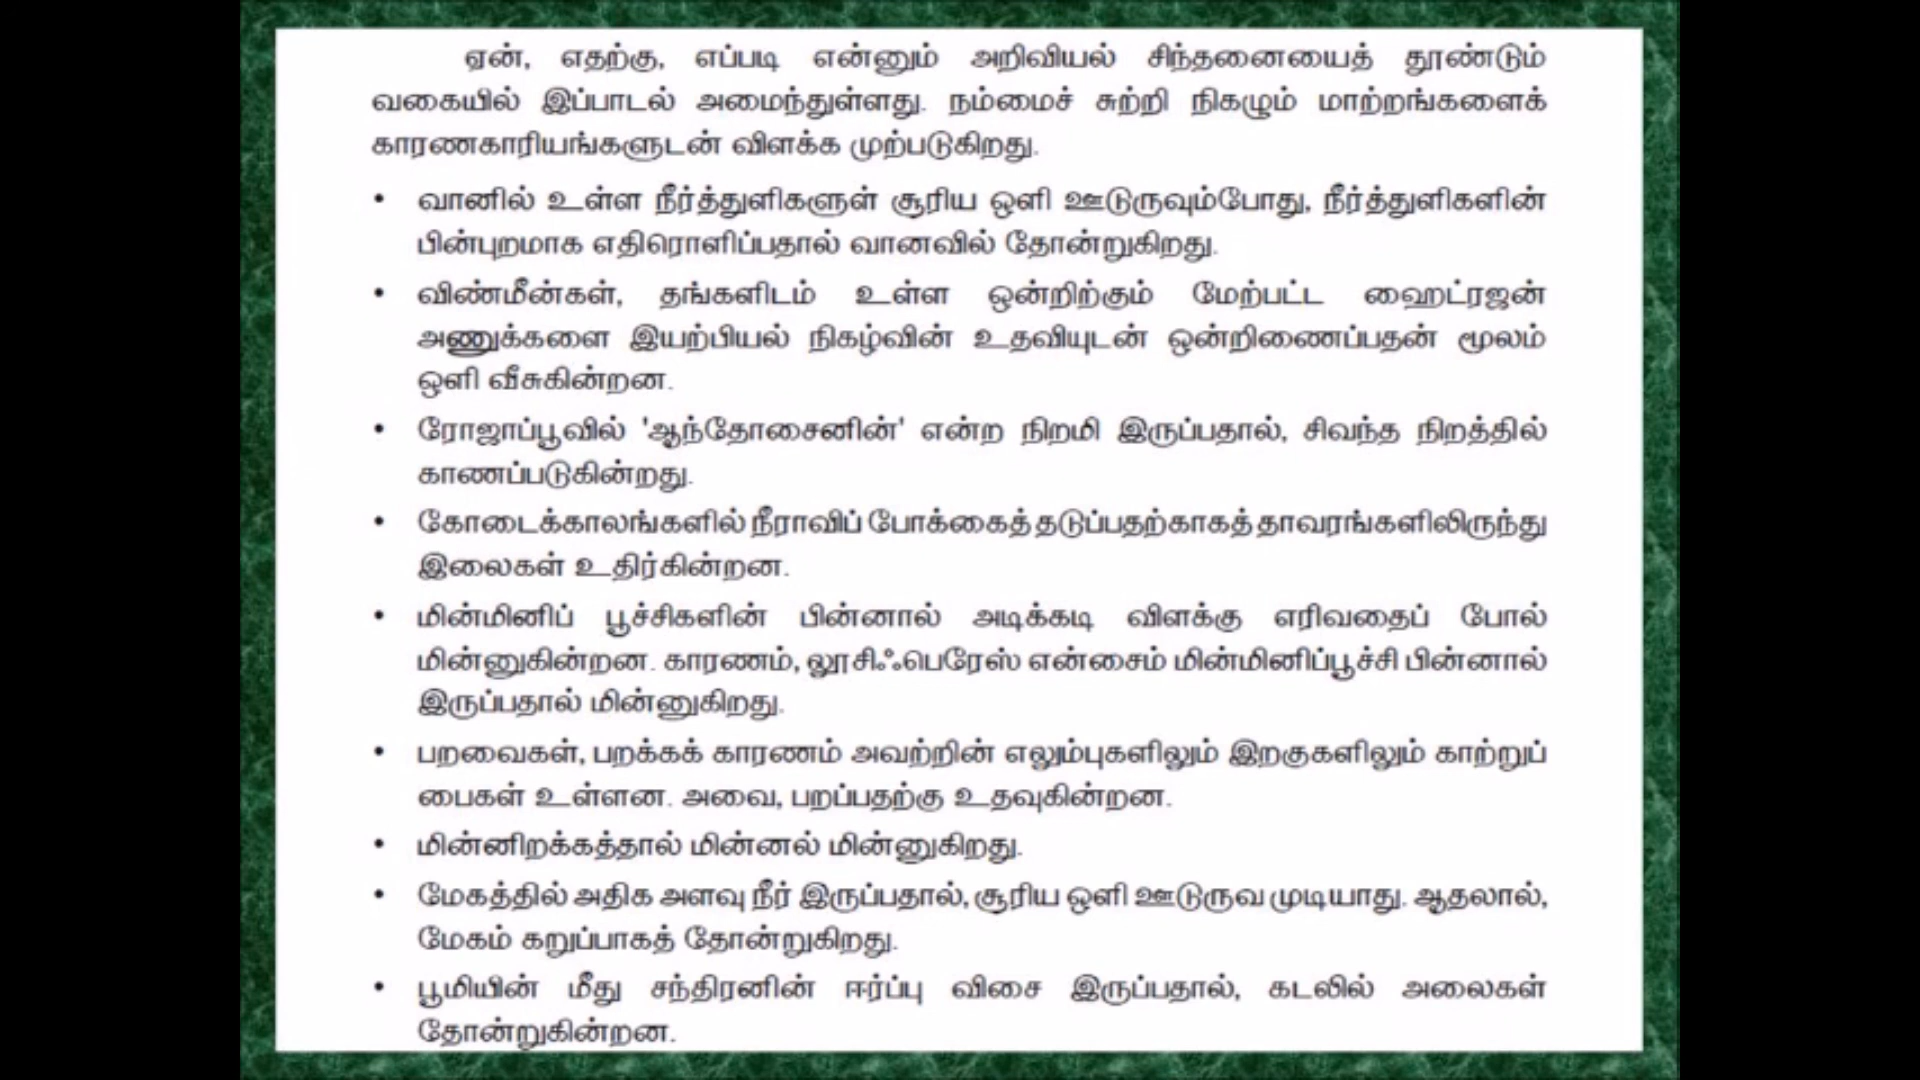 ஏன், எதற்கு, எப்படி என்னும் அறிவியல் சிந்தனையைத் தூண்டும்
வகையில் இப்பாடல் அமைந்துள்ளது. நம்மைச் சுற்றி நிகழும் மாற்றங்களைக்
காரணகாரியங்களுடன் விளக்க முற்படுகிறது.
• வானில் உள்ள நீர்த்துளிகளுள் சூரிய ஒளி ஊடுருவும்போது, நீர்த்துளிகளின்
பின்புறமாக எதிரொளிப்பதால் வானவில் தோன்றுகிறது.
• விண்மீன்கள், தங்களிடம் உள்ள ஒன்றிற்கும் மேற்பட்ட ஹைட்ரஜன்
அணுக்களை இயற்பியல் நிகழ்வின் உதவியுடன் ஒன்றிணைப்பதன் மூலம்
ஒளி வீசுகின்றன.
• ரோஜாப்பூவில் 'ஆந்தோசைனின்' என்ற நிறமி இருப்பதால், சிவந்த நிறத்தில்
காணப்படுகின்றது.
• கோடைக்காலங்களில் நீராவிப் போக்கைத் தடுப்பதற்காகத் தாவரங்களிலிருந்து
இலைகள் உதிர்கின்றன.
• மின்மினிப் பூச்சிகளின் பின்னால் அடிக்கடி விளக்கு எரிவதைப் போல்
மின்னுகின்றன. காரணம், லூசிஃபெரேஸ் என்சைம் மின்மினிப்பூச்சி பின்னால்
இருப்பதால் மின்னுகிறது.
• பறவைகள், பறக்கக் காரணம் அவற்றின் எலும்புகளிலும் இறகுகளிலும் காற்றுப்
பைகள் உள்ளன. அவை, பறப்பதற்கு உதவுகின்றன.
• மின்னிறக்கத்தால் மின்னல் மின்னுகிறது.
• மேகத்தில் அதிக அளவு நீர் இருப்பதால், சூரிய ஒளி ஊடுருவ முடியாது. ஆதலால்,
மேகம் கறுப்பாகத் தோன்றுகிறது.
• பூமியின் மீது சந்திரனின் ஈர்ப்பு விசை இருப்பதால், கடலில் அலைகள்
தோன்றுகின்றன.